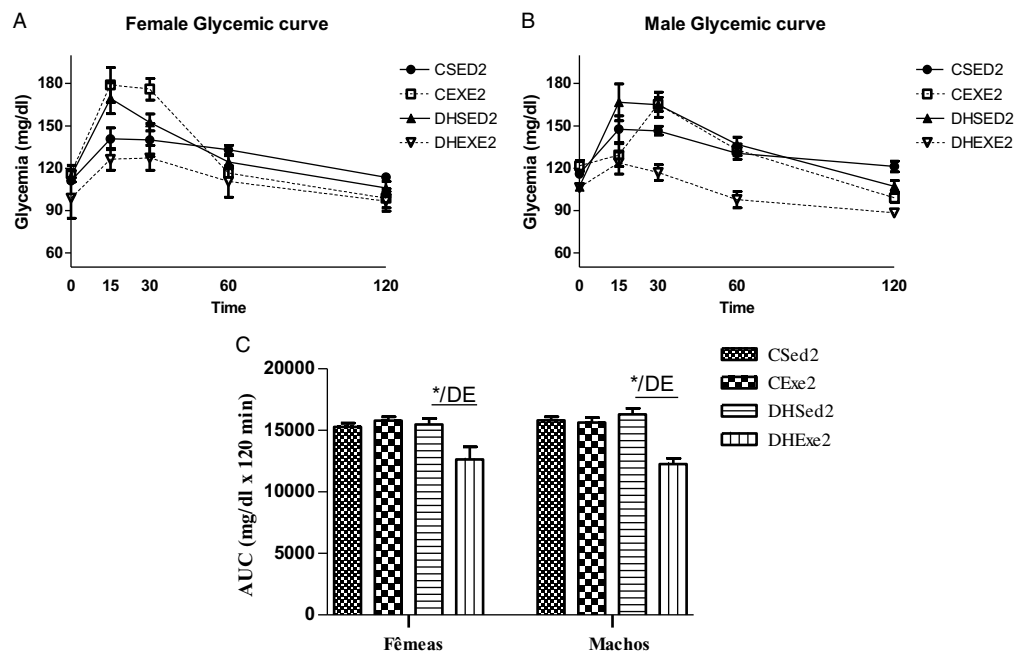 A
Female Glycemic curve
Glycemia (mg/dl)
180
150
120
90
60
0 15 30 60 120
Time
CSED2
CEXE2
DHSED2
DHEXE2
B
Male Glycemic curve
Glycemia (mg/dl)
180
150
120
90
60
0 15 30 60 120
Time
CSED2
CEXE2
DHSED2
DHEXE2
C
AUC (mg/dl x 120 min)
20000
15000
10000
5000
0
*/DE
*/DE
Fêmeas Machos
CSed2
CExe2
DHSed2
DHExe2